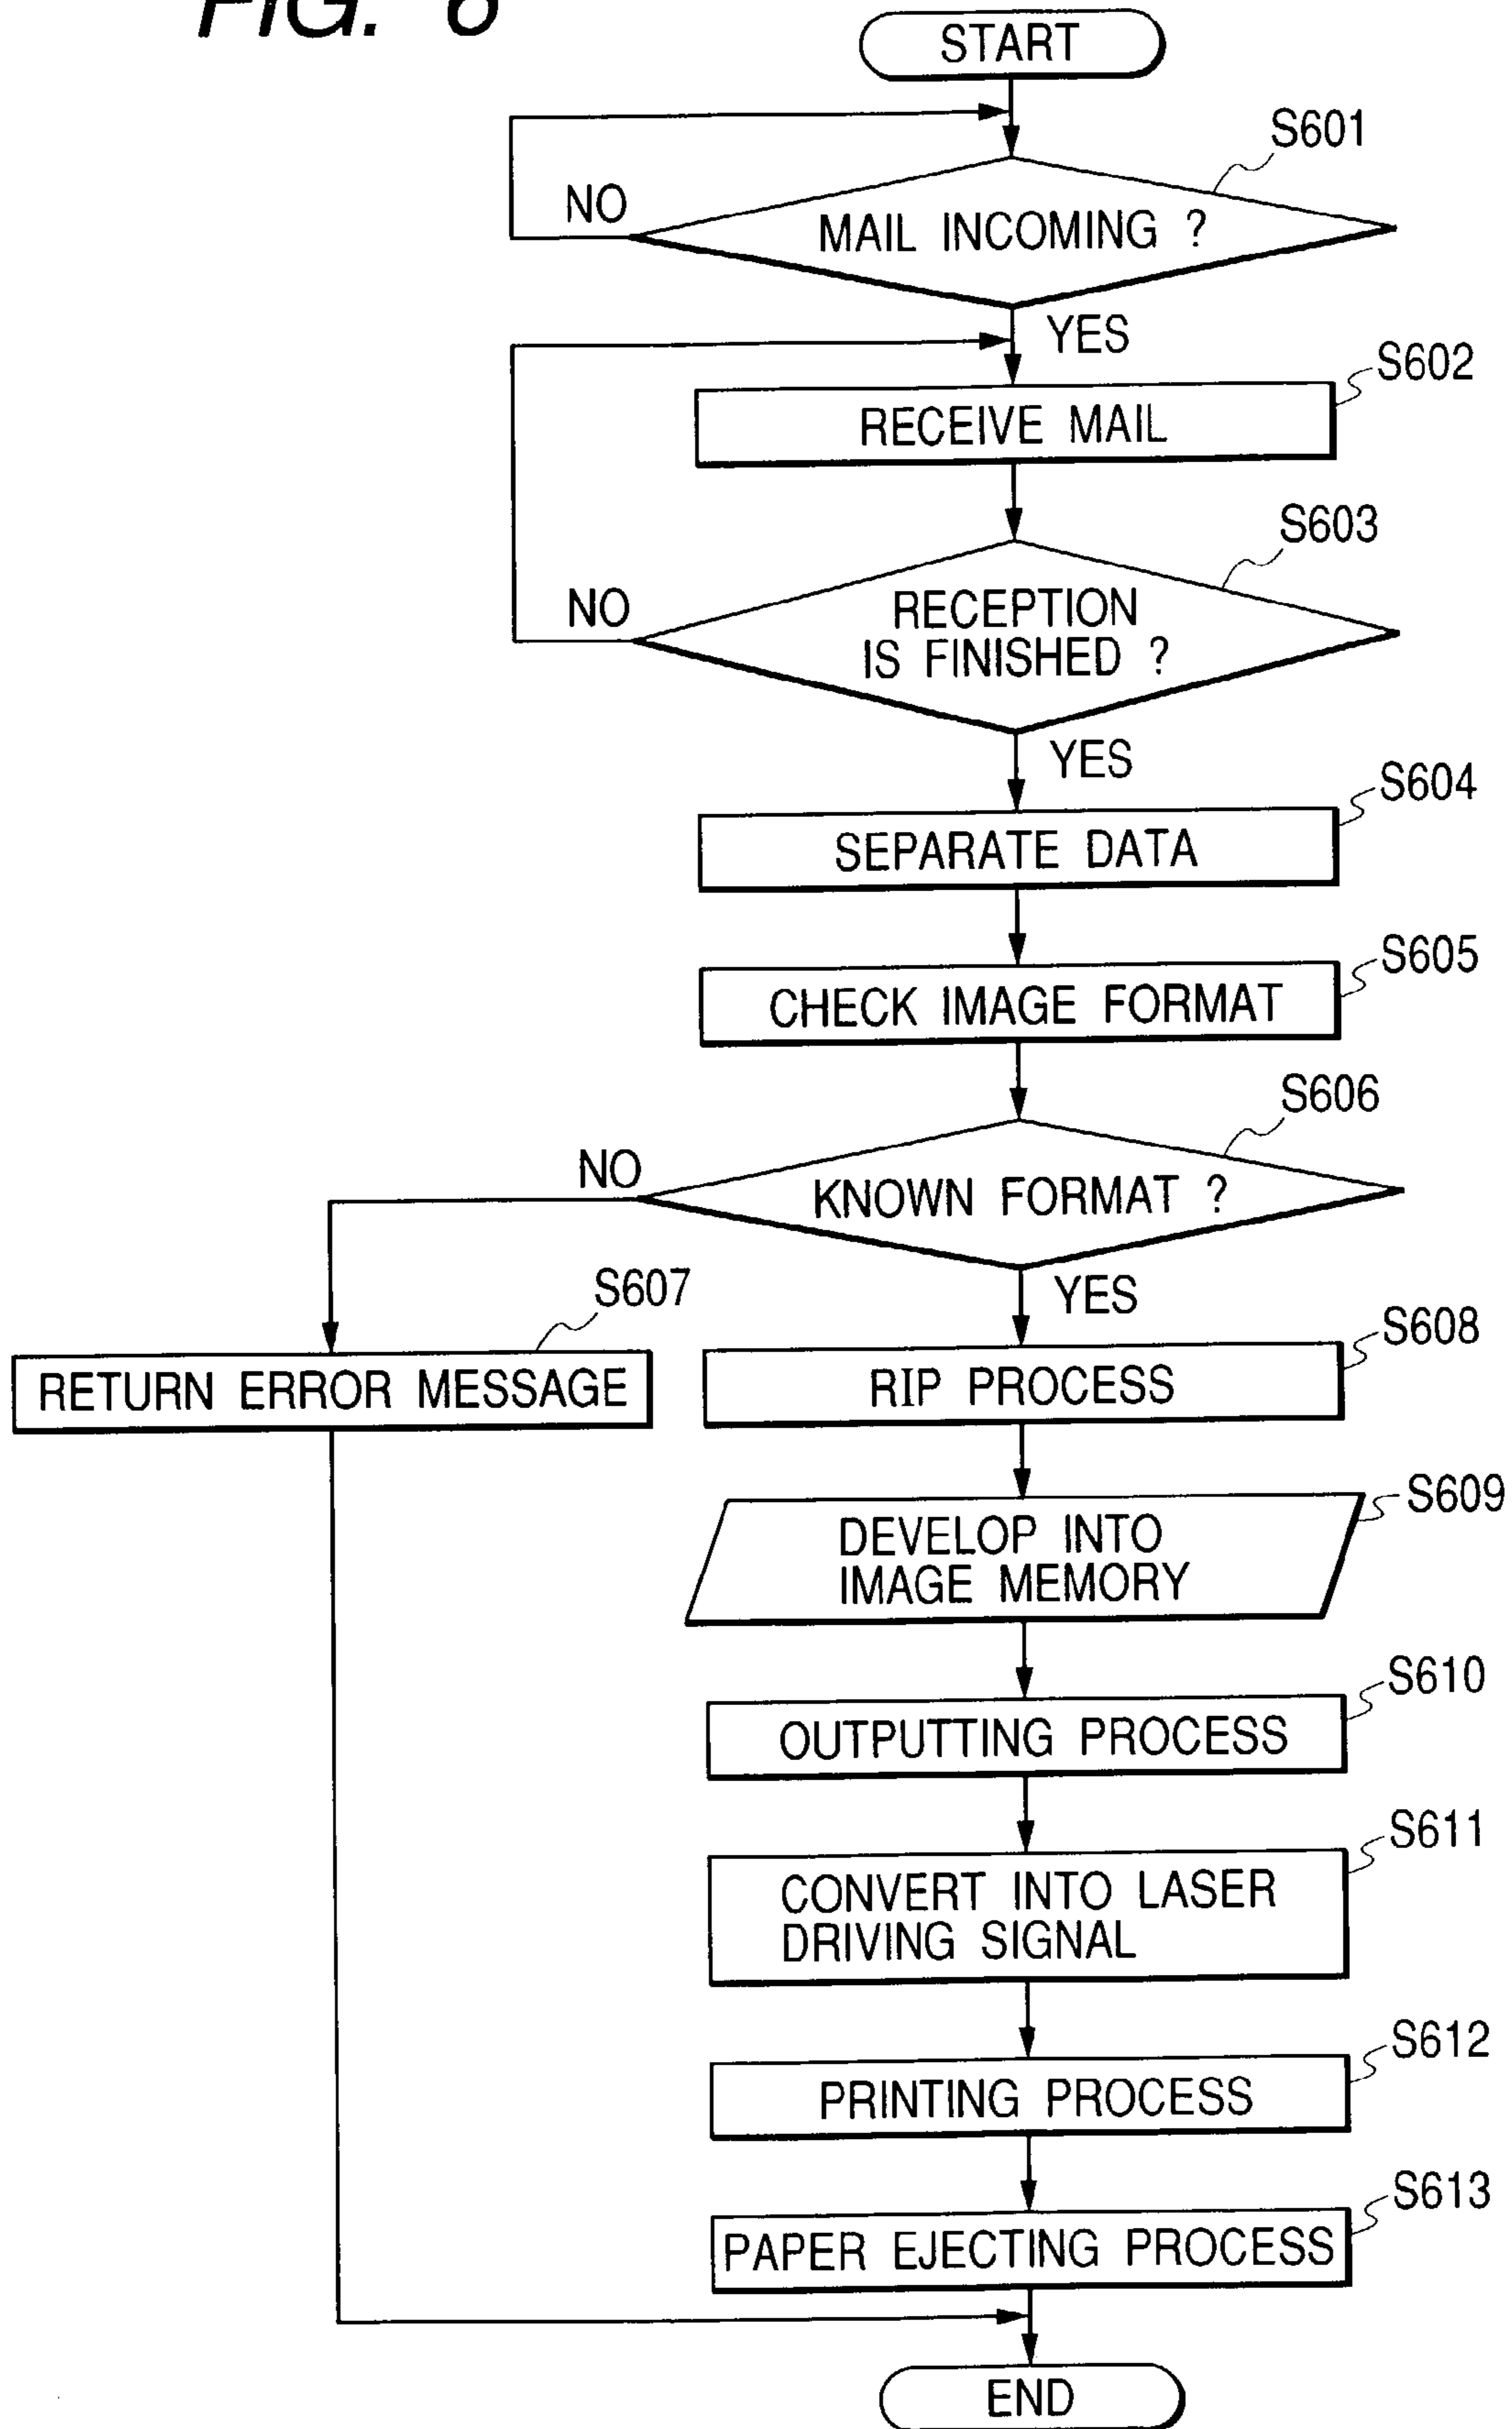 FIG. 6
START
S601
NO
MAIL INCOMING ?
YES
S602
RECEIVE MAIL
S603
NO
RECEPTION
IS FINISHED ?
YES
S604
SEPARATE DATA
S605
CHECK IMAGE FORMAT
S606
NO
KNOWN FORMAT ?
YES
S607
RETURN ERROR MESSAGE
S608
RIP PROCESS
S609
DEVELOP INTO
IMAGE MEMORY
S610
OUTPUTTING PROCESS
S611
CONVERT INTO LASER
DRIVING SIGNAL
S612
PRINTING PROCESS
S613
PAPER EJECTING PROCESS
END